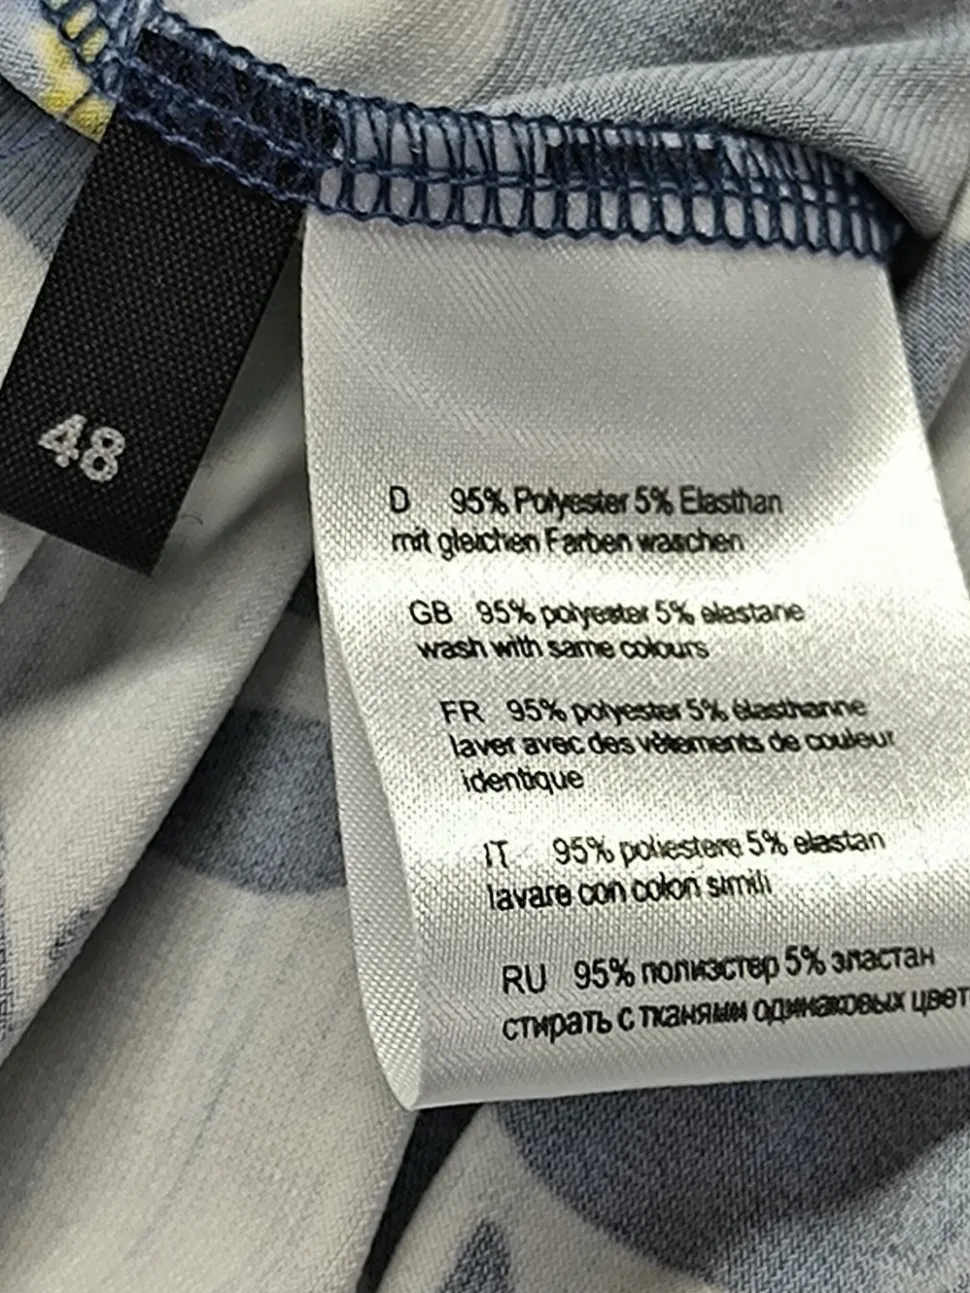 48
D 95% Polyester 5% Elasthan
mit gleichen Farben waschen
GB 95% polyester 5% elastane
wash with same colours
FR 95% polyester 5% élasthanne
laver avec des vêtements de couleur
identique
IT 95% poliestere 5% elastan
lavare con colori simili
RU 95% полиэстер 5% эластан
стирать с тканями одинаковых цвет